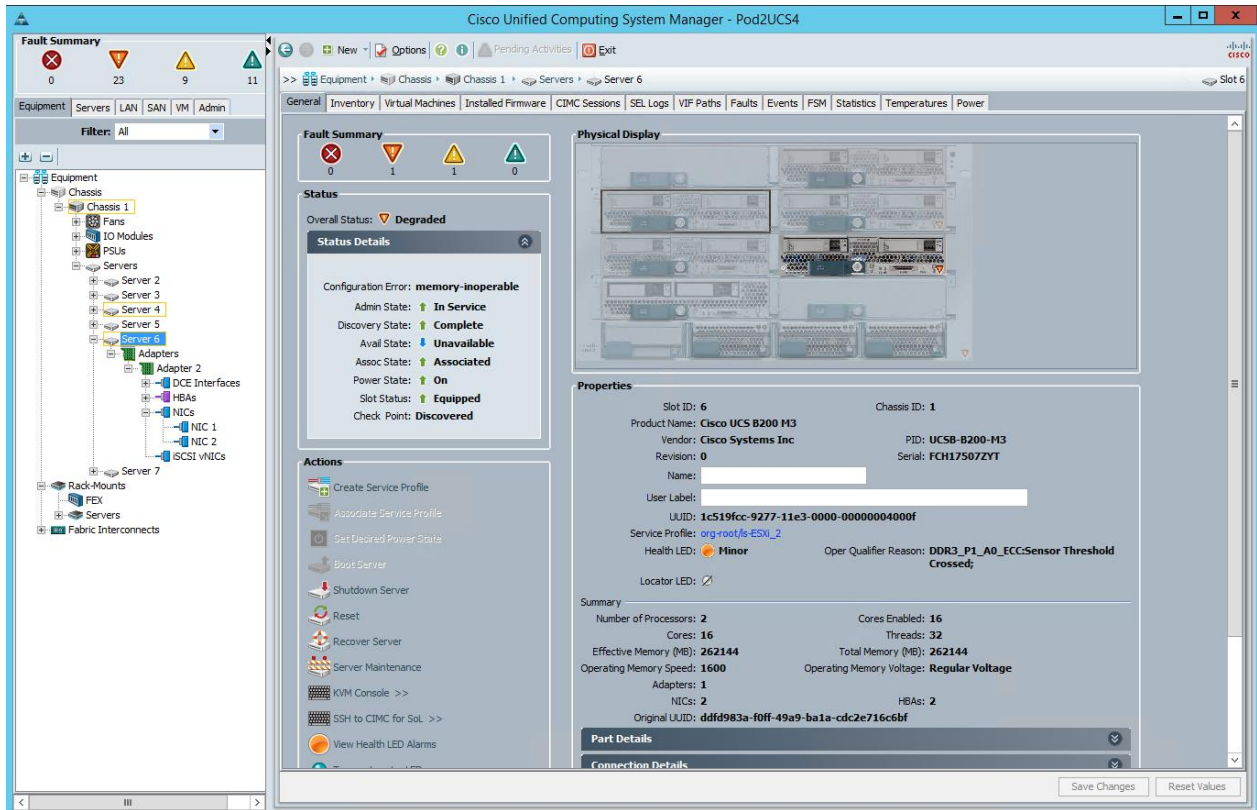 Cisco Unified Computing System Manager - Pod2UCS4
Fault Summary
0 23 9 11
New Options Pending Activities Exit
cisco
>> Equipment Chassis Chassis 1 Servers Server 6 Slot 6
Equipment Servers LAN SAN VM Admin
Filter: All
General Inventory Virtual Machines Installed Firmware CIMC Sessions SEL Logs VIF Paths Faults Events FSM Statistics Temperatures Power
Equipment
Chassis
Chassis 1
Fans
IO Modules
PSUs
Servers
Server 2
Server 3
Server 4
Server 5
Server 6
Adapters
Adapter 2
DCE Interfaces
HBAs
NICs
NIC 1
NIC 2
iSCSI vNICs
Server 7
Rack-Mounts
FEX
Servers
Fabric Interconnects
Fault Summary
0 1 1 0
Status
Overall Status: Degraded
Status Details
Configuration Error: memory-inoperable
Admin State: In Service
Discovery State: Complete
Avail State: Unavailable
Assoc State: Associated
Power State: On
Slot Status: Equipped
Check Point: Discovered
Actions
Create Service Profile
Associate Service Profile
Set Desired Power State
Boot Server
Shutdown Server
Reset
Recover Server
Server Maintenance
KVM Console >>
SSH to CIMC for SoL >>
View Health LED Alarms
Physical Display
Properties
Slot ID: 6 Chassis ID: 1
Product Name: Cisco UCS B200 M3
Vendor: Cisco Systems Inc PID: UCSB-B200-M3
Revision: 0 Serial: FCH17507ZYT
Name:
User Label:
UUID: 1c519fcc-9277-11e3-0000-00000004000f
Service Profile: org-root/ls-ESXi_2
Health LED: Minor Oper Qualifier Reason: DDR3_P1_A0_ECC:Sensor Threshold
Crossed;
Locator LED:
Summary
Number of Processors: 2 Cores Enabled: 16
Cores: 16 Threads: 32
Effective Memory (MB): 262144 Total Memory (MB): 262144
Operating Memory Speed: 1600 Operating Memory Voltage: Regular Voltage
Adapters: 1
NICs: 2 HBAs: 2
Original UUID: ddfd983a-f0ff-49a9-ba1a-cdc2e716c6bf
Part Details
Connection Details
Save Changes Reset Values